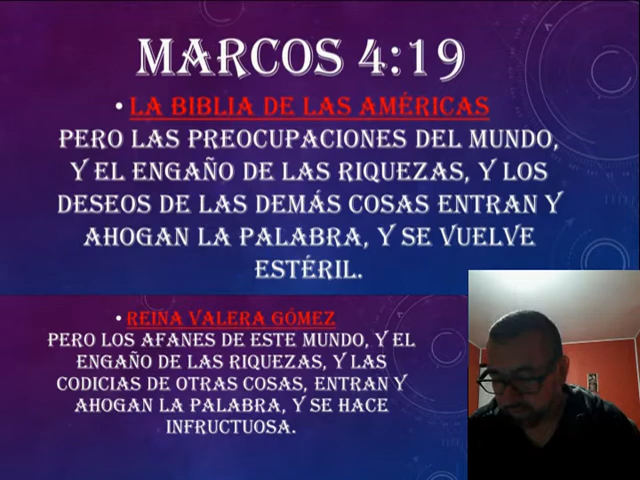 MARCOS 4:19
• LA BIBLIA DE LAS AMÉRICAS
PERO LAS PREOCUPACIONES DEL MUNDO,
Y EL ENGAÑO DE LAS RIQUEZAS, Y LOS
DESEOS DE LAS DEMÁS COSAS ENTRAN Y
AHOGAN LA PALABRA, Y SE VUELVE
ESTÉRIL.
• REINA VALERA GÓMEZ
PERO LOS AFANES DE ESTE MUNDO, Y EL
ENGAÑO DE LAS RIQUEZAS, Y LAS
CODICIAS DE OTRAS COSAS, ENTRAN Y
AHOGAN LA PALABRA, Y SE HACE
INFRUCTUOSA.